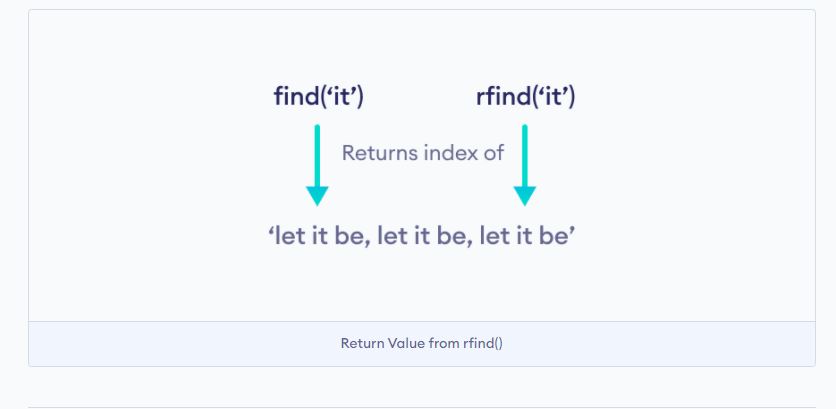 find(‘it’) rfind(‘it’)
Returns index of
‘let it be, let it be, let it be’
Return Value from rfind()